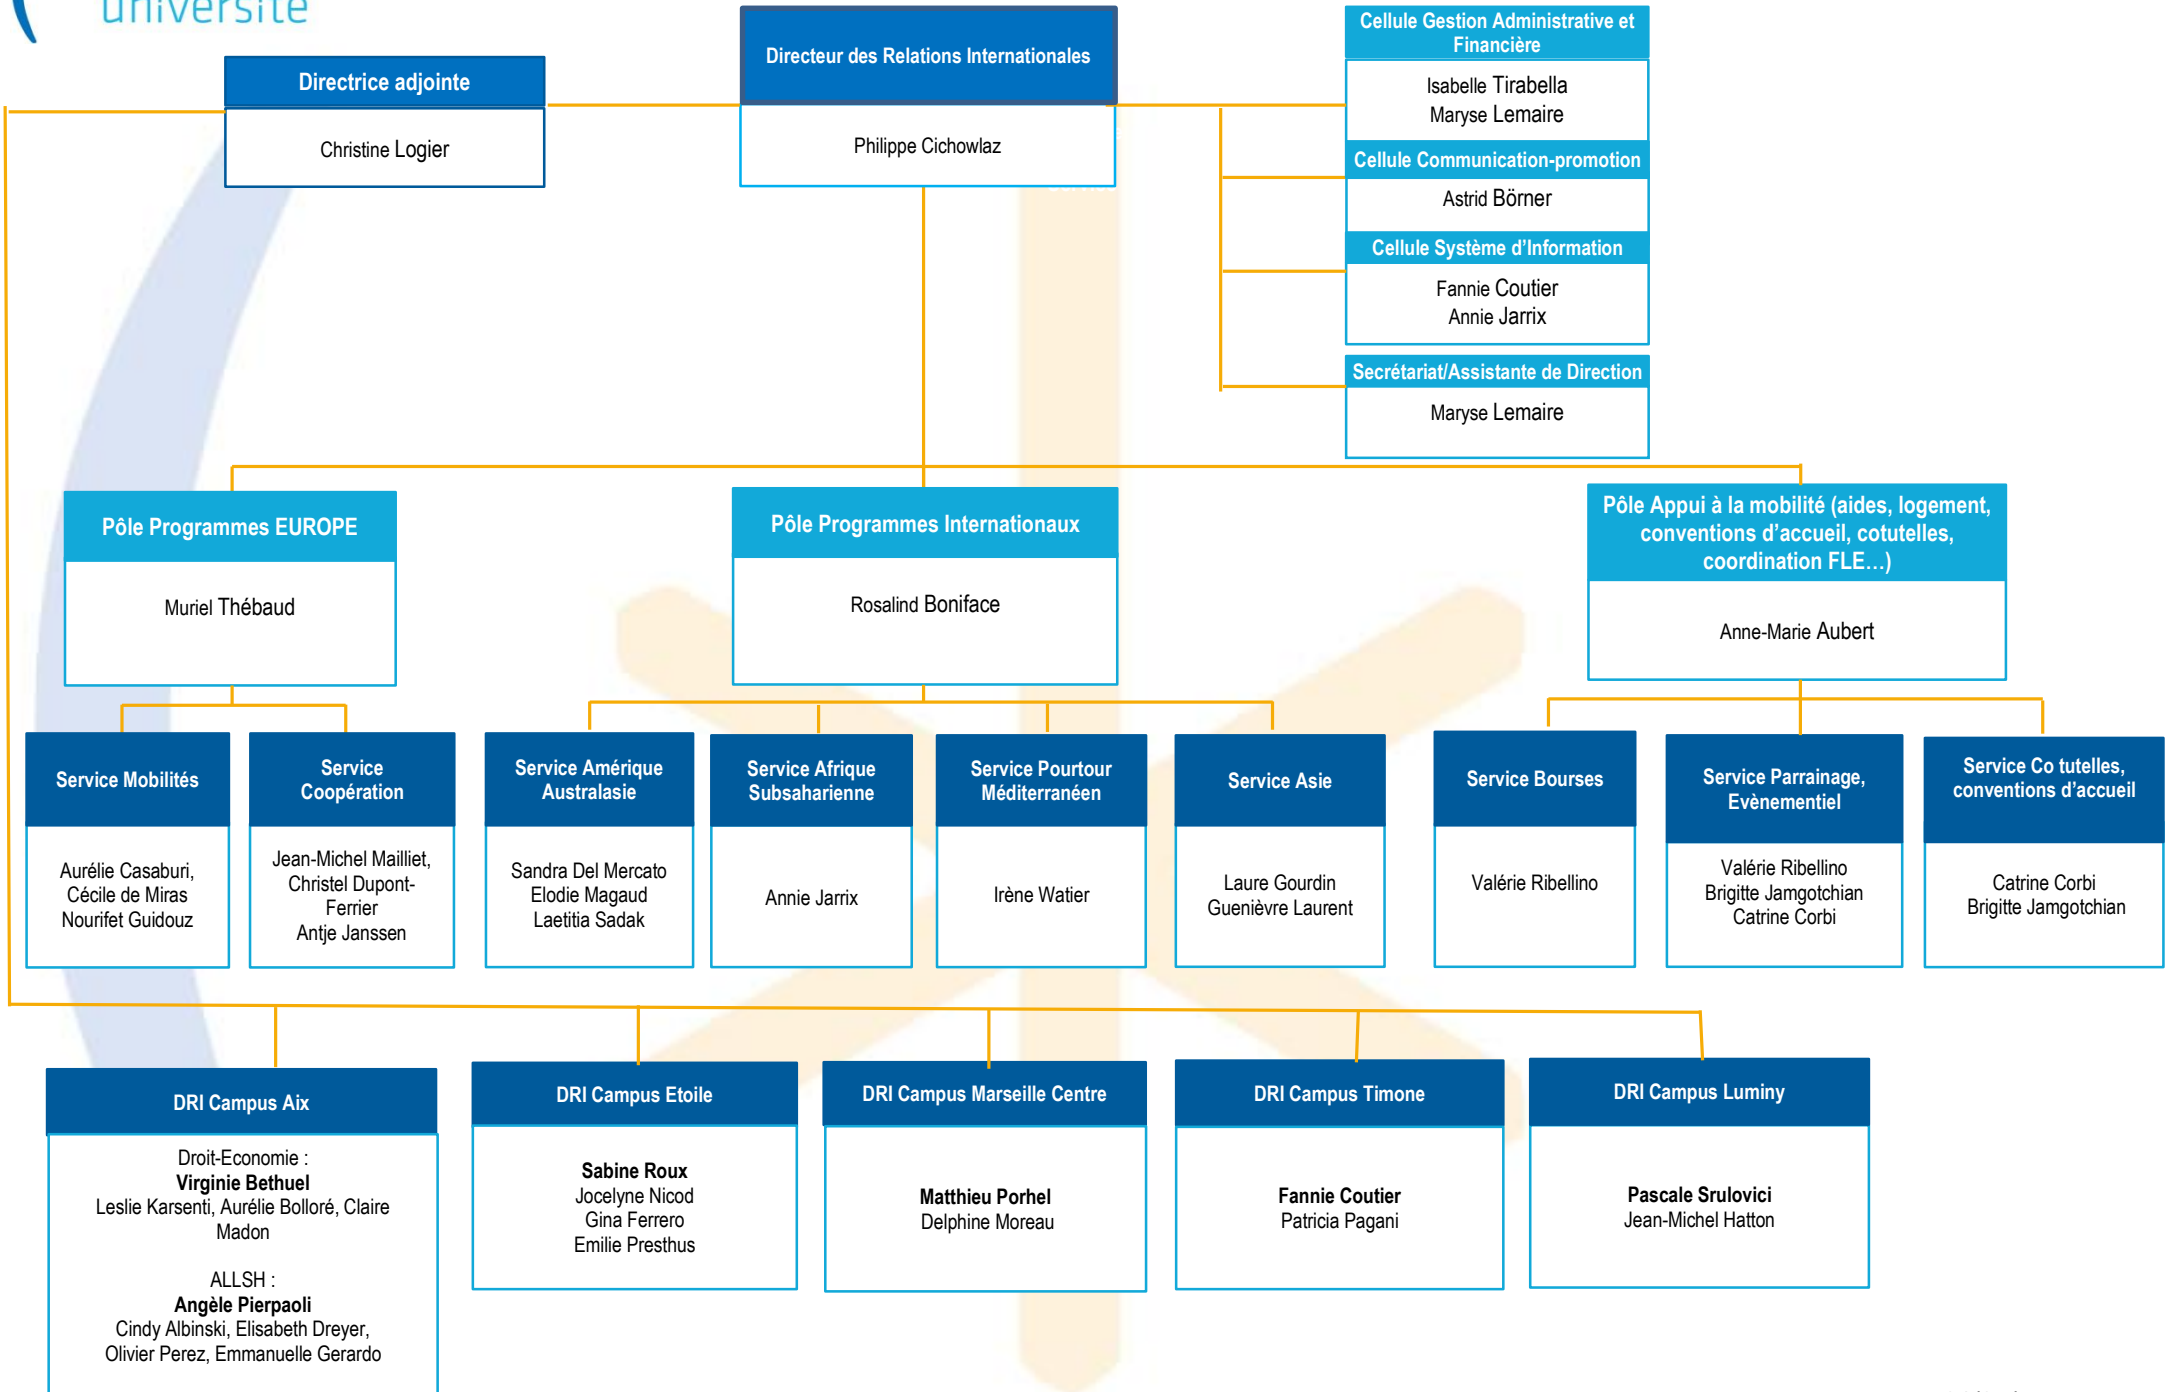 université
Directeur des Relations Internationales
Philippe Cichowlaz
Directrice adjointe
Christine Logier
Cellule Gestion Administrative et
Financière
Isabelle Tirabella
Maryse Lemaire
Cellule Communication-promotion
Astrid Börner
Cellule Système d'Information
Fannie Coutier
Annie Jarrix
Secrétariat/Assistante de Direction
Maryse Lemaire
Pôle Programmes EUROPE
Muriel Thébaud
Pôle Programmes Internationaux
Rosalind Boniface
Pôle Appui à la mobilité (aides, logement,
conventions d'accueil, cotutelles,
coordination FLE…)
Anne-Marie Aubert
Service Mobilités
Aurélie Casaburi,
Cécile de Miras
Nourifet Guidouz
Service
Coopération
Jean-Michel Mailliet,
Christel Dupont-
Ferrier
Antje Janssen
Service Amérique
Australasie
Sandra Del Mercato
Elodie Magaud
Laetitia Sadak
Service Afrique
Subsaharienne
Annie Jarrix
Service Pourtour
Méditerranéen
Irène Watier
Service Asie
Laure Gourdin
Guenièvre Laurent
Service Bourses
Valérie Ribellino
Service Parrainage,
Evènementiel
Valérie Ribellino
Brigitte Jamgotchian
Catrine Corbi
Service Co tutelles,
conventions d'accueil
Catrine Corbi
Brigitte Jamgotchian
DRI Campus Aix
Droit-Economie :
Virginie Bethuel
Leslie Karsenti, Aurélie Bolloré, Claire
Madon
ALLSH :
Angèle Pierpaoli
Cindy Albinski, Elisabeth Dreyer,
Olivier Perez, Emmanuelle Gerardo
DRI Campus Etoile
Sabine Roux
Jocelyne Nicod
Gina Ferrero
Emilie Presthus
DRI Campus Marseille Centre
Matthieu Porhel
Delphine Moreau
DRI Campus Timone
Fannie Coutier
Patricia Pagani
DRI Campus Luminy
Pascale Srulovici
Jean-Michel Hatton